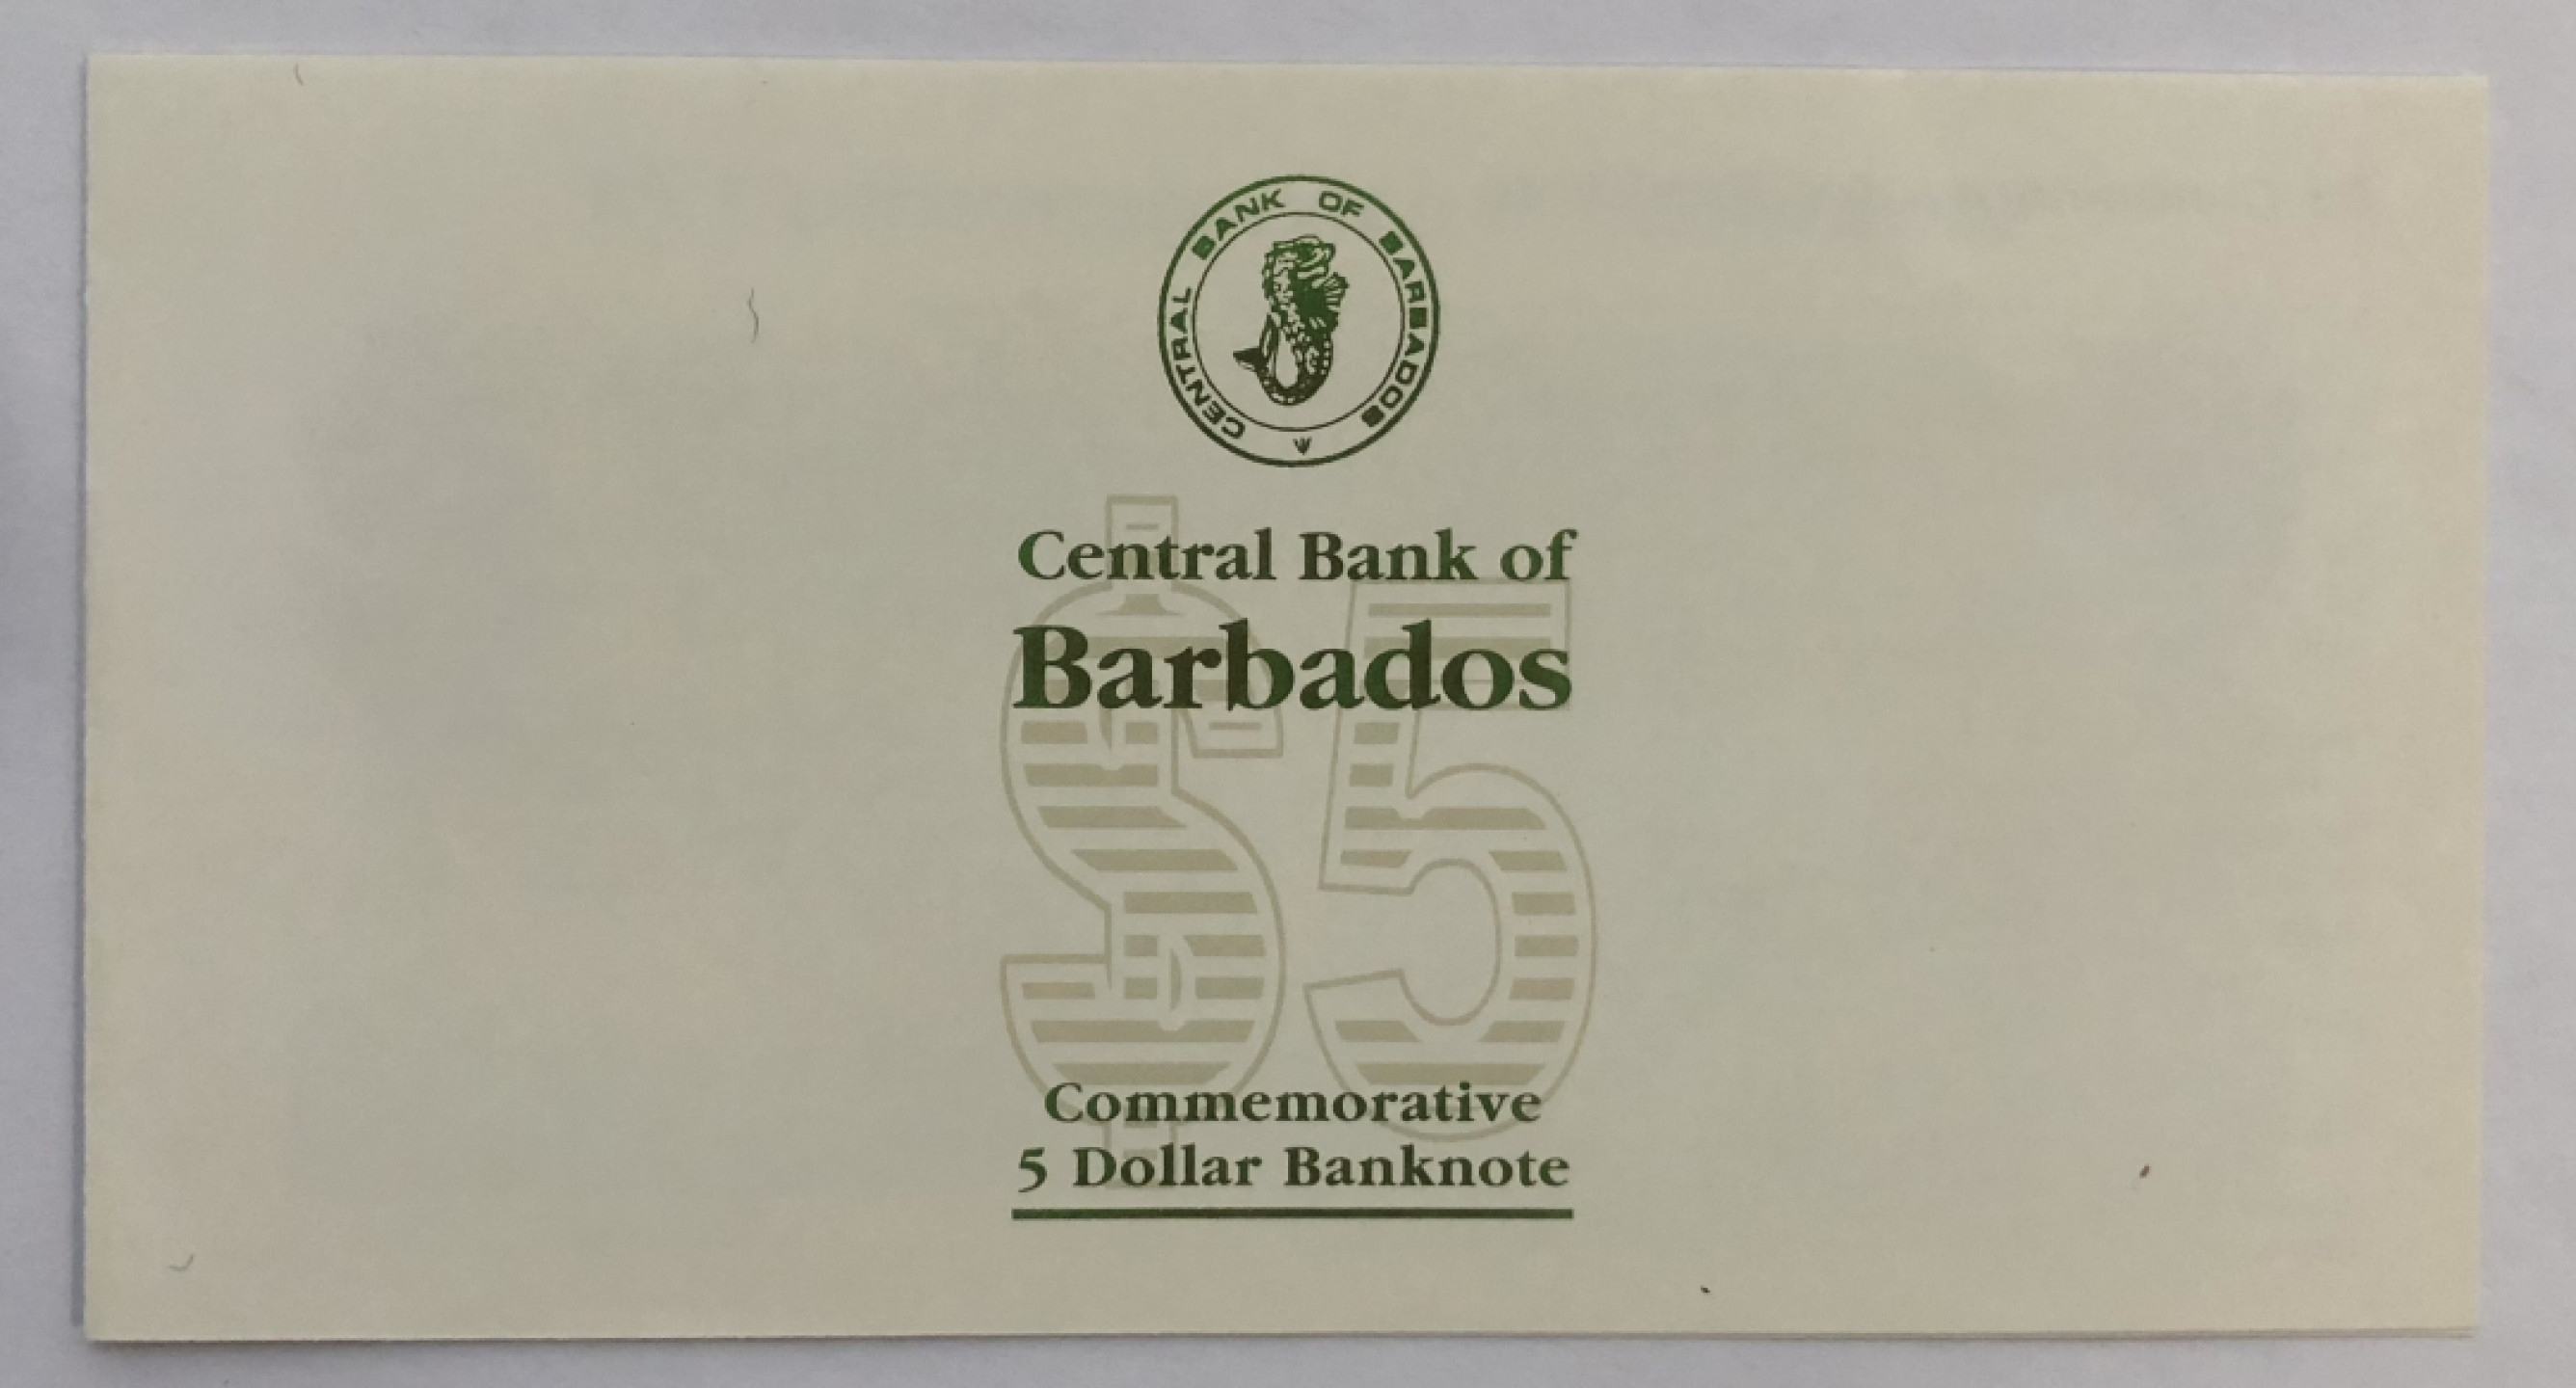 CENTRAL BANK OF BARBADOS
Central Bank of
Barbados
$5
Commemorative
5 Dollar Banknote